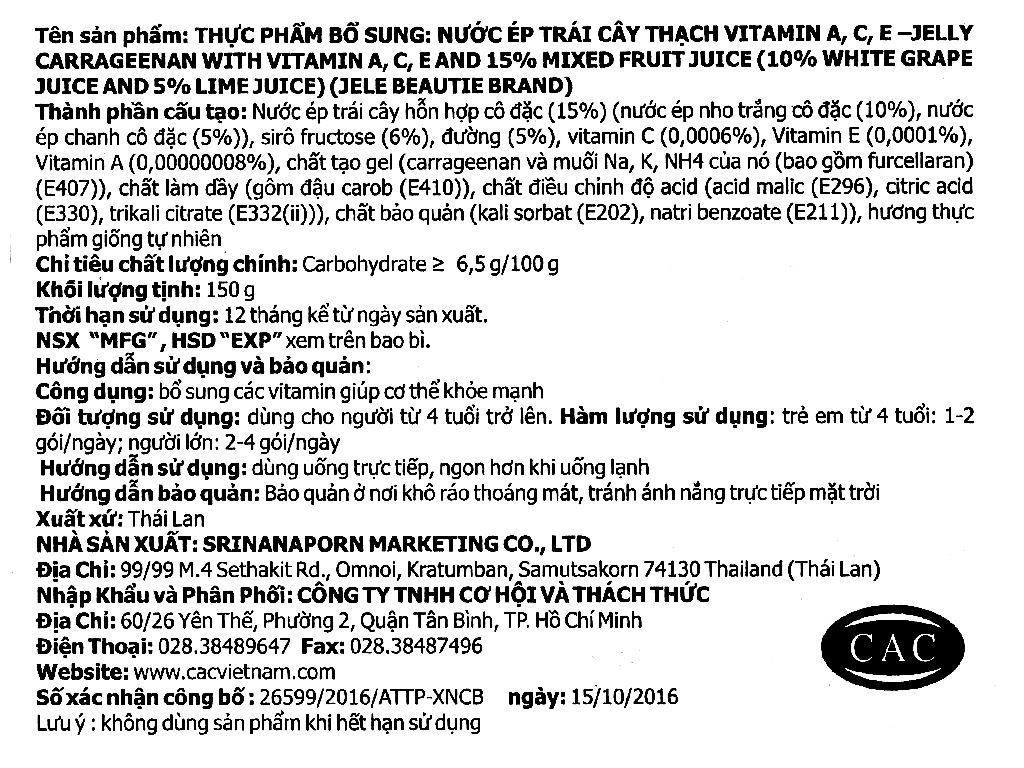 Tên sản phẩm: THỰC PHẨM BỔ SUNG: NƯỚC ÉP TRÁI CÂY THẠCH VITAMIN A, C, E –JELLY
CARRAGEENAN WITH VITAMIN A, C, E AND 15% MIXED FRUIT JUICE (10% WHITE GRAPE
JUICE AND 5% LIME JUICE) (JELE BEAUTIE BRAND)
Thành phần cấu tạo: Nước ép trái cây hỗn hợp cô đặc (15%) (nước ép nho trắng cô đặc (10%), nước
ép chanh cô đặc (5%)), sirô fructose (6%), đường (5%), vitamin C (0,0006%), Vitamin E (0,0001%),
Vitamin A (0,00000008%), chất tạo gel (carrageenan và muối Na, K, NH4 của nó (bao gồm furcellaran)
(E407)), chất làm dầy (gôm đậu carob (E410)), chất điều chỉnh độ acid (acid malic (E296), citric acid
(E330), trikali citrate (E332(ii))), chất bảo quản (kali sorbat (E202), natri benzoate (E211)), hương thực
phẩm giống tự nhiên
Chỉ tiêu chất lượng chính: Carbohydrate ≥ 6,5 g/100 g
Khối lượng tịnh: 150 g
Thời hạn sử dụng: 12 tháng kể từ ngày sản xuất.
NSX "MFG", HSD "EXP" xem trên bao bì.
Hướng dẫn sử dụng và bảo quản:
Công dụng: bổ sung các vitamin giúp cơ thể khỏe mạnh
Đối tượng sử dụng: dùng cho người từ 4 tuổi trở lên. Hàm lượng sử dụng: trẻ em từ 4 tuổi: 1-2
gói/ngày; người lớn: 2-4 gói/ngày
Hướng dẫn sử dụng: dùng uống trực tiếp, ngon hơn khi uống lạnh
Hướng dẫn bảo quản: Bảo quản ở nơi khô ráo thoáng mát, tránh ánh nắng trực tiếp mặt trời
Xuất xứ: Thái Lan
NHÀ SẢN XUẤT: SRINANAPORN MARKETING CO., LTD
Địa Chỉ: 99/99 M.4 Sethakit Rd., Omnoi, Kratumban, Samutsakorn 74130 Thailand (Thái Lan)
Nhập Khẩu và Phân Phối: CÔNG TY TNHH CƠ HỘI VÀ THÁCH THỨC
Địa Chỉ: 60/26 Yên Thế, Phường 2, Quận Tân Bình, TP. Hồ Chí Minh
Điện Thoại: 028.38489647 Fax: 028.38487496
Website: www.cacvietnam.com
Số xác nhận công bố : 26599/2016/ATTP-XNCB ngày: 15/10/2016
Lưu ý : không dùng sản phẩm khi hết hạn sử dụng
CAC